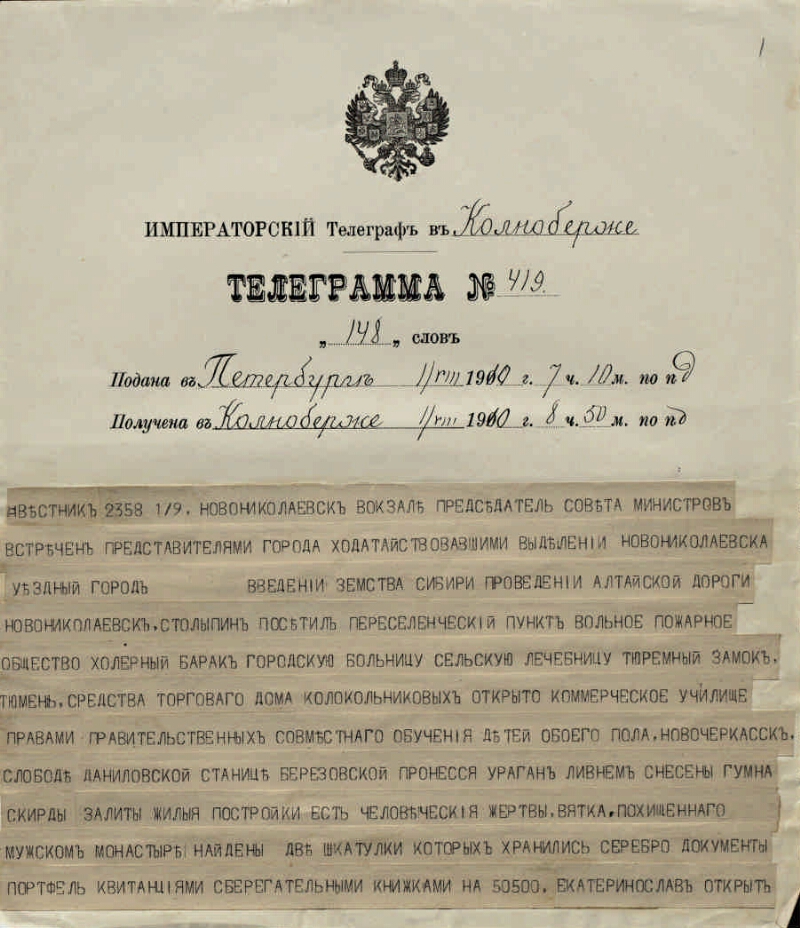 1
ИМПЕРАТОРСКІЙ Телеграфъ въ Колноберже
ТЕЛЕГРАММА № 419.
„ 148 „ словъ
Подана въ Петербургъ 1910 г. 7 ч. 10 м. по пд
Получена въ Колноберже 1910 г. 8 ч. 50 м. по пд
ѢСТНИКЪ 2358 1/9. НОВОНИКОЛАЕВСКЪ ВОКЗАЛѢ ПРЕДСѢДАТЕЛЬ СОВѢТА МИНИСТРОВЪ
ВСТРѢЧЕНЪ ПРЕДСТАВИТЕЛЯМИ ГОРОДА ХОДАТАЙСТВОВАВШИМИ ВЫДѢЛЕНІИ НОВОНИКОЛАЕВСКА
УѢЗДНЫЙ ГОРОДЪ ВВЕДЕНІИ ЗЕМСТВА СИБИРИ ПРОВЕДЕНІИ АЛТАЙСКОЙ ДОРОГИ
НОВОНИКОЛАЕВСКЪ. СТОЛЫПИНЪ ПОСѢТИЛЪ ПЕРЕСЕЛЕНЧЕСКІЙ ПУНКТЪ ВОЛЬНОЕ ПОЖАРНОЕ
ОБЩЕСТВО ХОЛЕРНЫЙ БАРАКЪ ГОРОДСКУЮ БОЛЬНИЦУ СЕЛЬСКУЮ ЛЕЧЕБНИЦУ ТЮРЕМНЫЙ ЗАМОКЪ.
ТЮМЕНЬ. СРЕДСТВА ТОРГОВАГО ДОМА КОЛОКОЛЬНИКОВЫХЪ ОТКРЫТО КОММЕРЧЕСКОЕ УЧИЛИЩЕ
ПРАВАМИ ПРАВИТЕЛЬСТВЕННЫХЪ СОВМѢСТНАГО ОБУЧЕНІЯ ДѢТЕЙ ОБОЕГО ПОЛА. НОВОЧЕРКАССКЪ.
СЛОБОДѢ ДАНИЛОВСКОЙ СТАНИЦѢ БЕРЕЗОВСКОЙ ПРОНЕССЯ УРАГАНЪ ЛИВНЕМЪ СНЕСЕНЫ ГУМНА
СКИРДЫ ЗАЛИТЫ ЖИЛЫЯ ПОСТРОЙКИ ЕСТЬ ЧЕЛОВѢЧЕСКІЯ ЖЕРТВЫ. ВЯТКА. ПОХИЩЕННАГО
МУЖСКОМЪ МОНАСТЫРѢ НАЙДЕНЫ ДВѢ ШКАТУЛКИ КОТОРЫХЪ ХРАНИЛИСЬ СЕРЕБРО ДОКУМЕНТЫ
ПОРТФЕЛЬ КВИТАНЦІЯМИ СБЕРЕГАТЕЛЬНЫМИ КНИЖКАМИ НА 50500. ЕКАТЕРИНОСЛАВЪ ОТКРЫТЪ